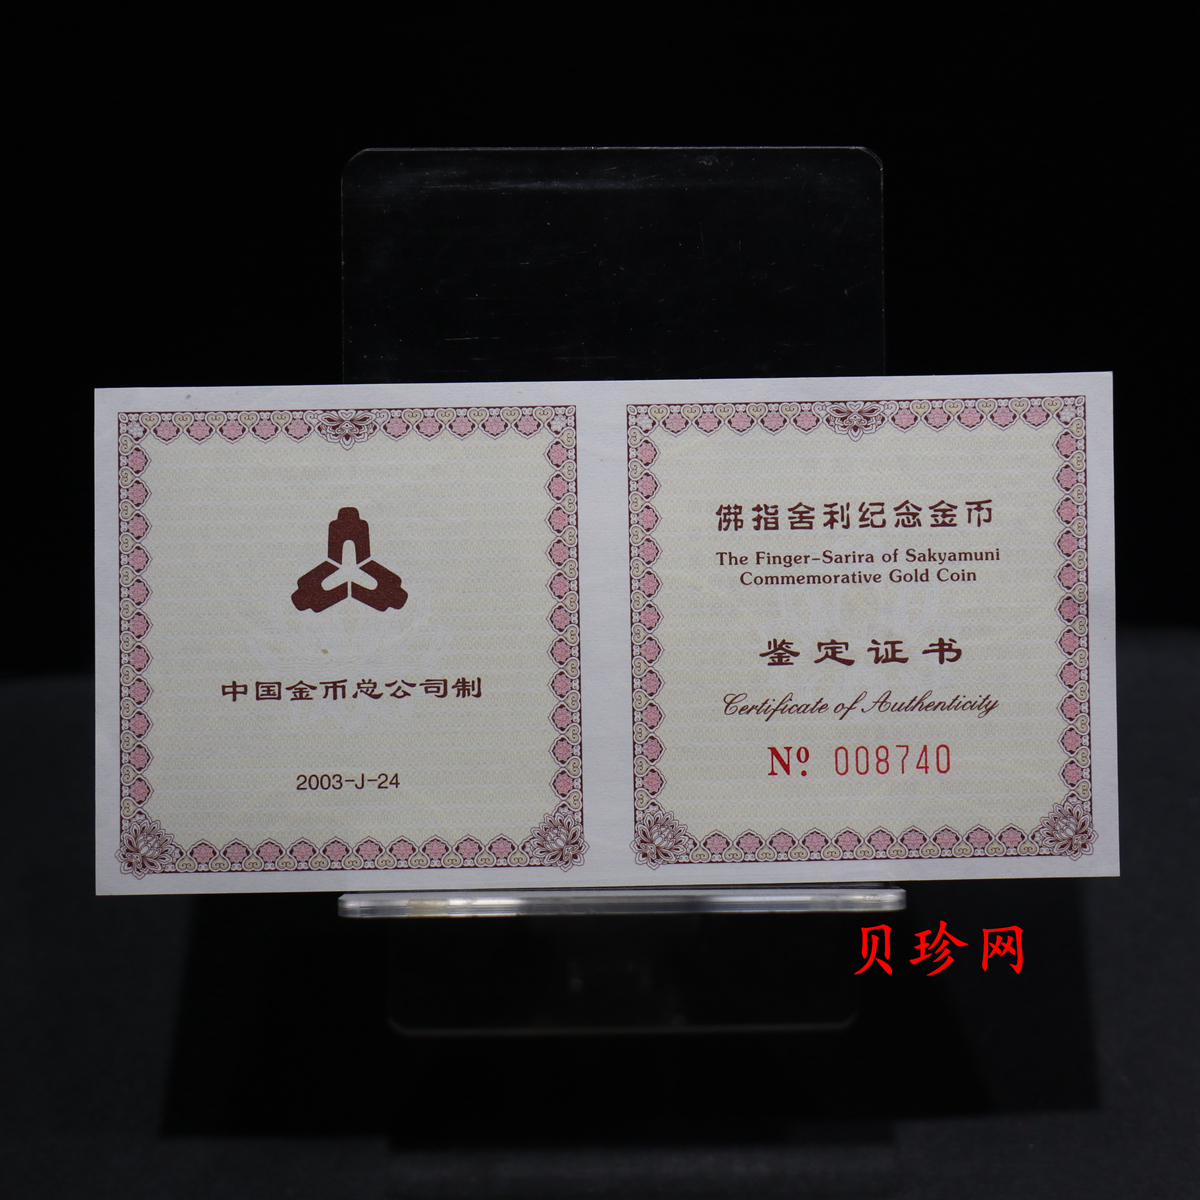 中国金币总公司制
2003-J-24
佛指舍利纪念金币
The Finger-Sarira of Sakyamuni
Commemorative Gold Coin
鉴定证书
Certificate of Authenticity
Nº 008740
贝珍网